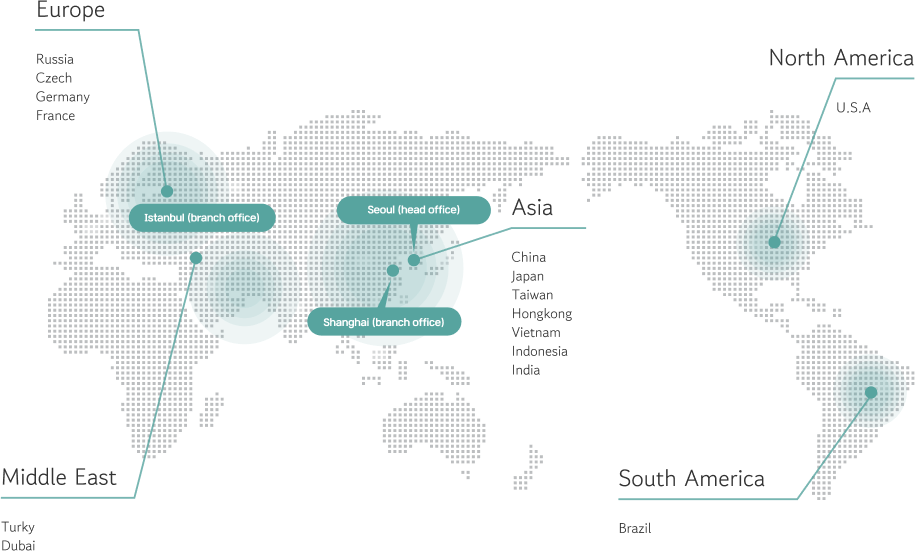 Europe
Russia
Czech
Germany
France
North America
U.S.A
Istanbul (branch office)
Seoul (head office)
Asia
China
Japan
Taiwan
Hongkong
Vietnam
Indonesia
India
Shanghai (branch office)
Middle East
Turky
Dubai
South America
Brazil